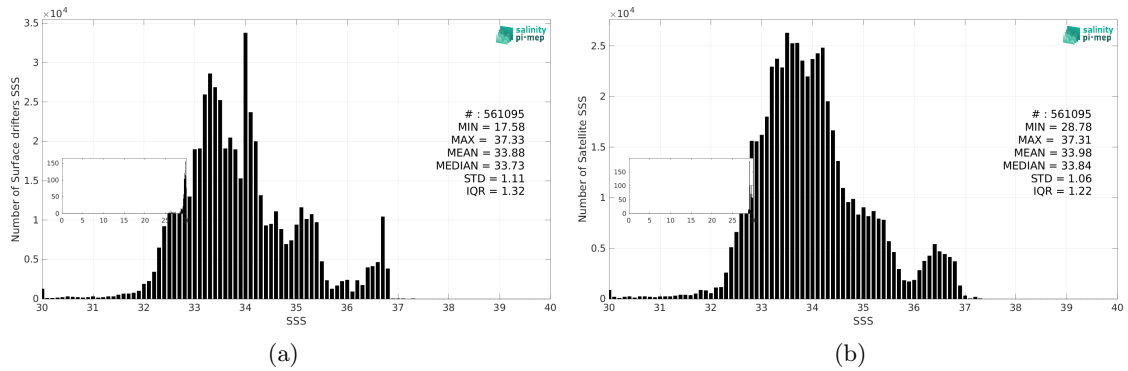 ×10^4
3.5
3
2.5
2
1.5
1
0.5
0
Number of Surface drifters SSS
salinity
pi-mep
# : 561095
MIN = 17.58
MAX = 37.33
MEAN = 33.88
MEDIAN = 33.73
STD = 1.11
IQR = 1.32
150
100
50
0
0 5 10 15 20 25
30 31 32 33 34 35 36 37 38 39 40
SSS
(a)
×10^4
2.5
2
1.5
1
0.5
0
Number of Satellite SSS
salinity
pi-mep
# : 561095
MIN = 28.78
MAX = 37.31
MEAN = 33.98
MEDIAN = 33.84
STD = 1.06
IQR = 1.22
150
100
50
0
0 5 10 15 20 25
30 31 32 33 34 35 36 37 38 39 40
SSS
(b)